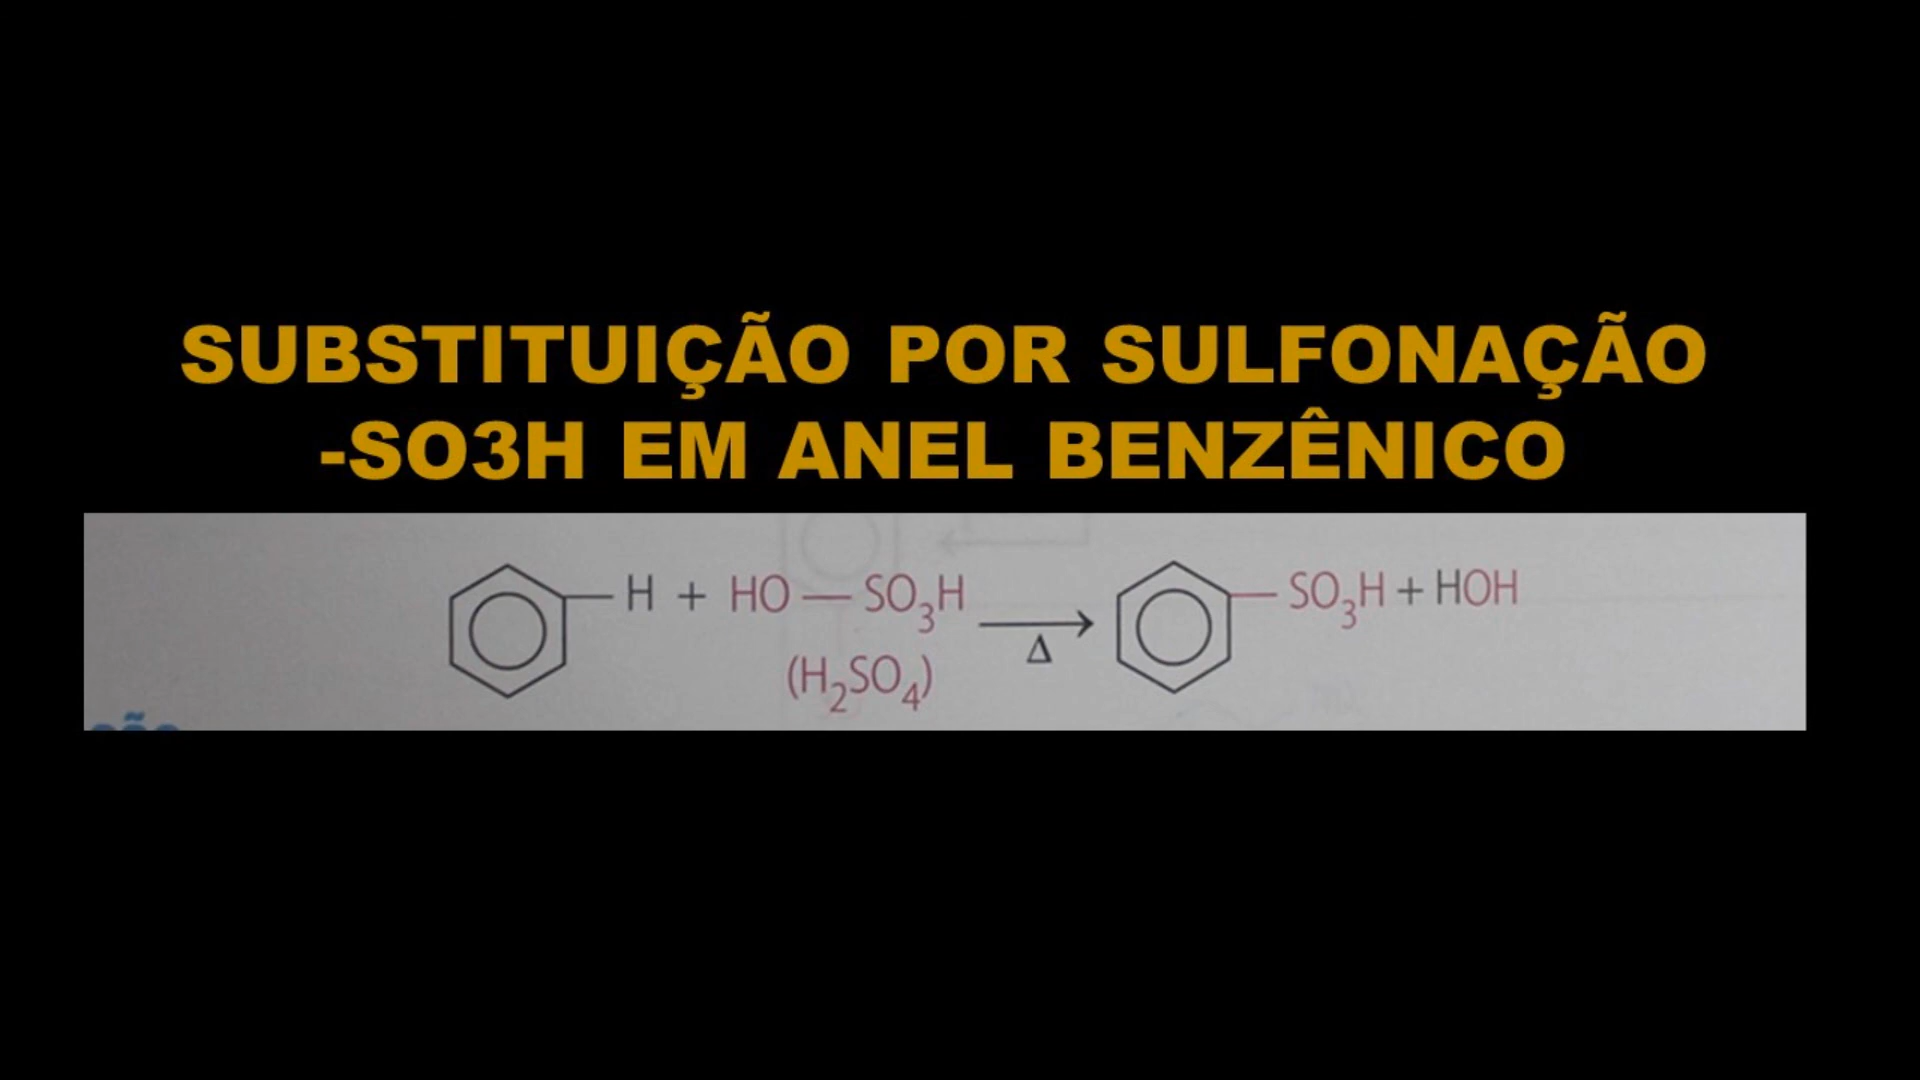 SUBSTITUIÇÃO POR SULFONAÇÃO
-SO3H EM ANEL BENZÊNICO
H + HO — SO₃H → — SO₃H + HOH
(H₂SO₄) Δ